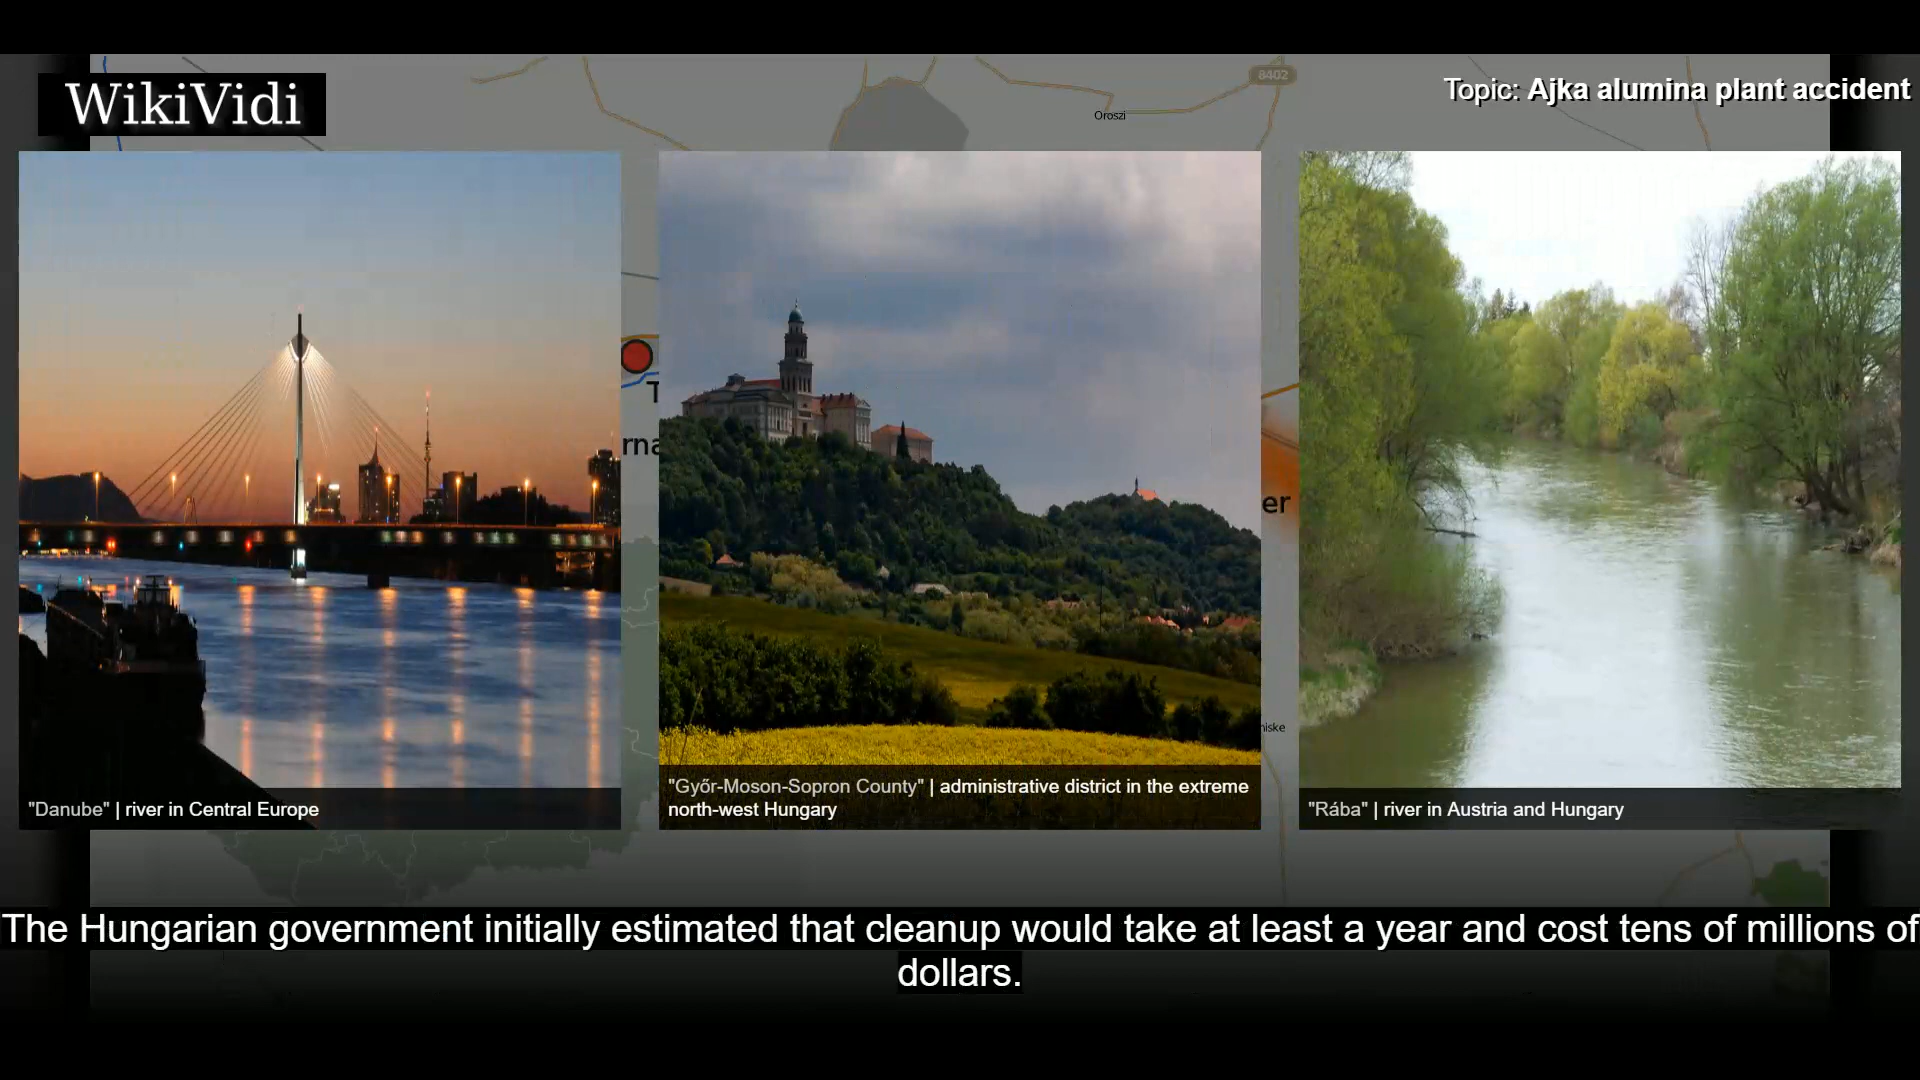 WikiVidi
Topic: Ajka alumina plant accident
8402
Oroszi
er
"Danube" | river in Central Europe
"Győr-Moson-Sopron County" | administrative district in the extreme
north-west Hungary
"Rába" | river in Austria and Hungary
The Hungarian government initially estimated that cleanup would take at least a year and cost tens of millions of
dollars.